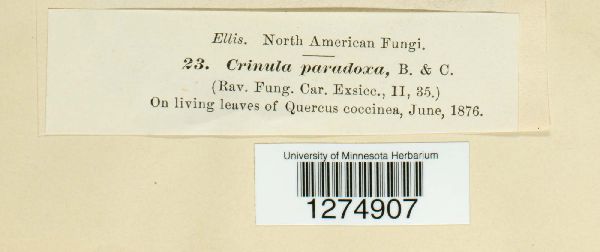 Ellis. North American Fungi.
23. Crinula paradoxa, B. & C.
(Rav. Fung. Car. Exsicc., II, 35.)
On living leaves of Quercus coccinea, June, 1876.
University of Minnesota Herbarium
1274907